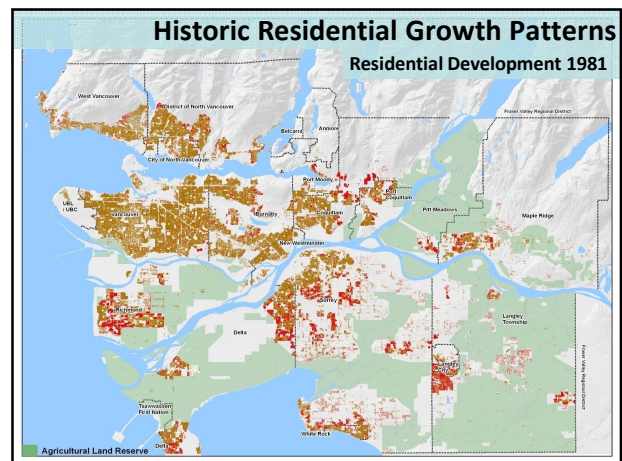 Historic Residential Growth Patterns
Residential Development 1981
West Vancouver
District of North Vancouver
Fraser Valley Regional District
Belcarra
Anmore
City of North Vancouver
Port Moody
Port
Coquitlam
UEL
/ UBC
Vancouver
Burnaby
Coquitlam
Pitt Meadows
Maple Ridge
New Westminster
Richmond
Surrey
Delta
Langley
Township
Fraser Valley Regional District
Langley
City
Tsawwassen
First Nation
White Rock
Delta
Agricultural Land Reserve